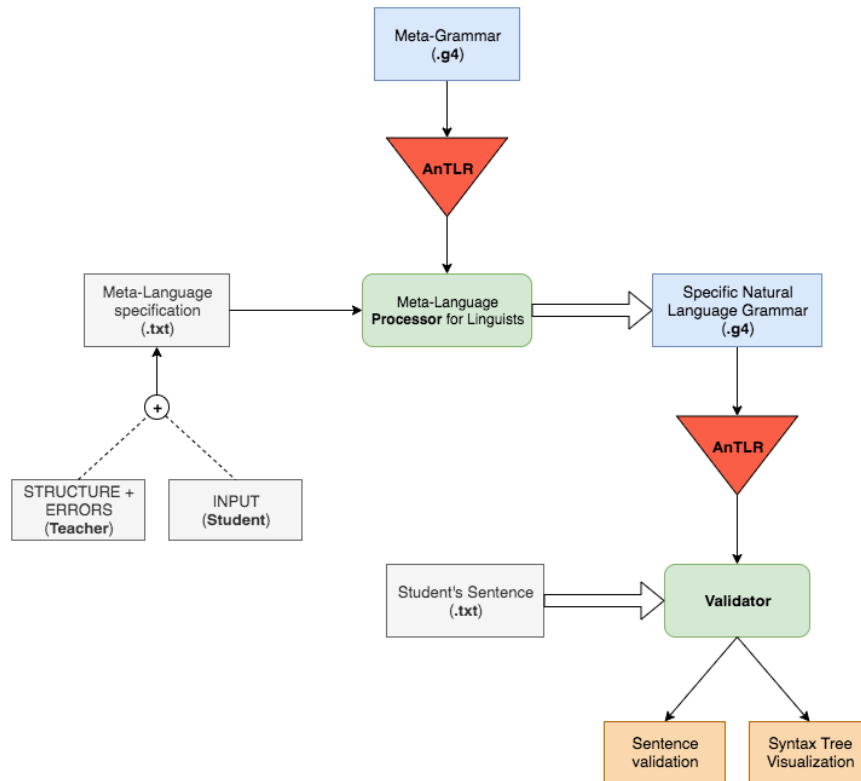 Meta-Grammar
(.g4)
AnTLR
Meta-Language
specification
(.txt)
Meta-Language
Processor for Linguists
Specific Natural
Language Grammar
(.g4)
+
AnTLR
STRUCTURE +
ERRORS
(Teacher)
INPUT
(Student)
Student's Sentence
(.txt)
Validator
Sentence
validation
Syntax Tree
Visualization